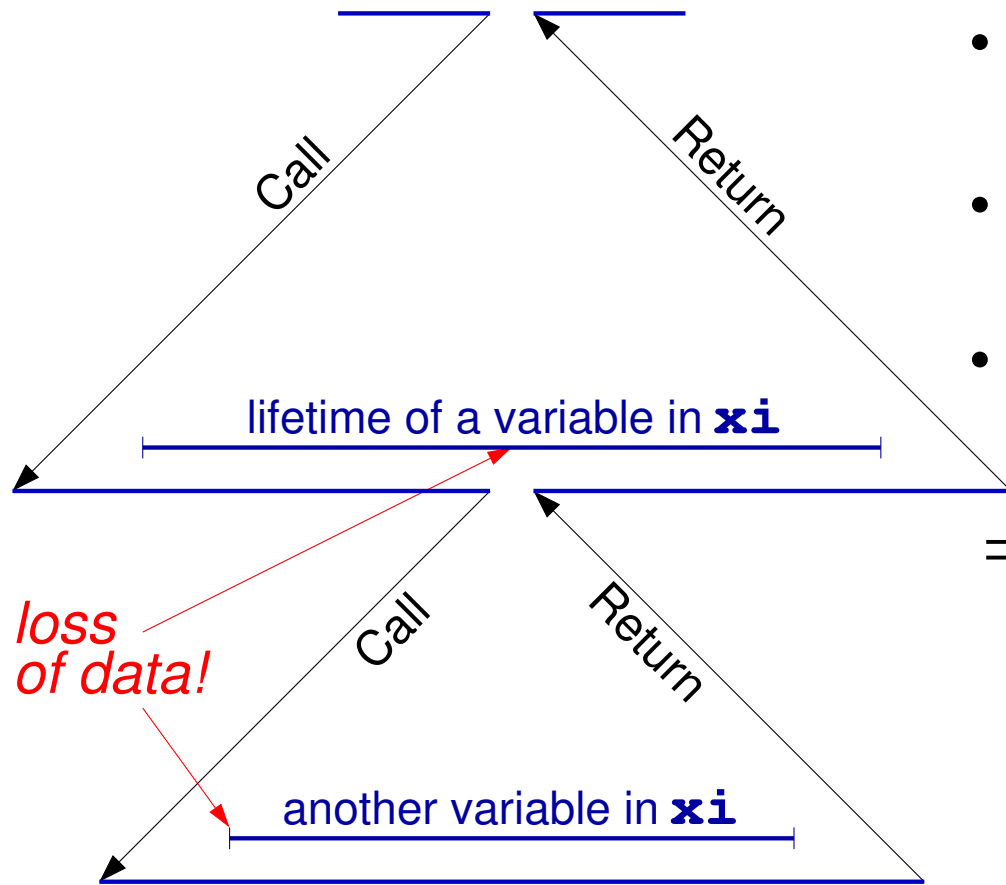 Call
Return
lifetime of a variable in xi
loss
of data!
Call
Return
another variable in xi